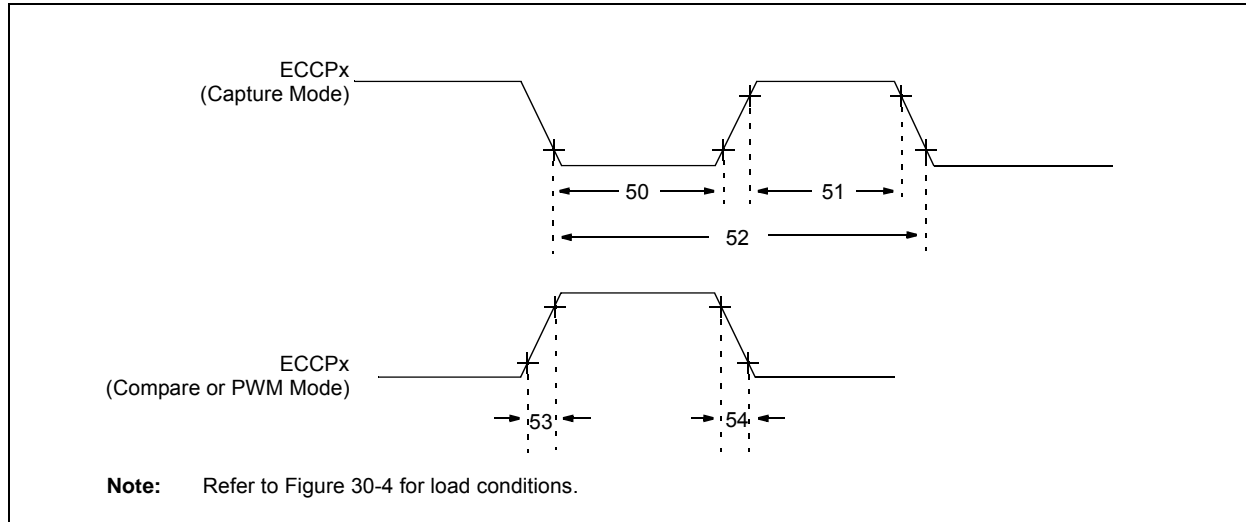 ECCPx
(Capture Mode)
50
51
52
ECCPx
(Compare or PWM Mode)
53
54
Note: Refer to Figure 30-4 for load conditions.